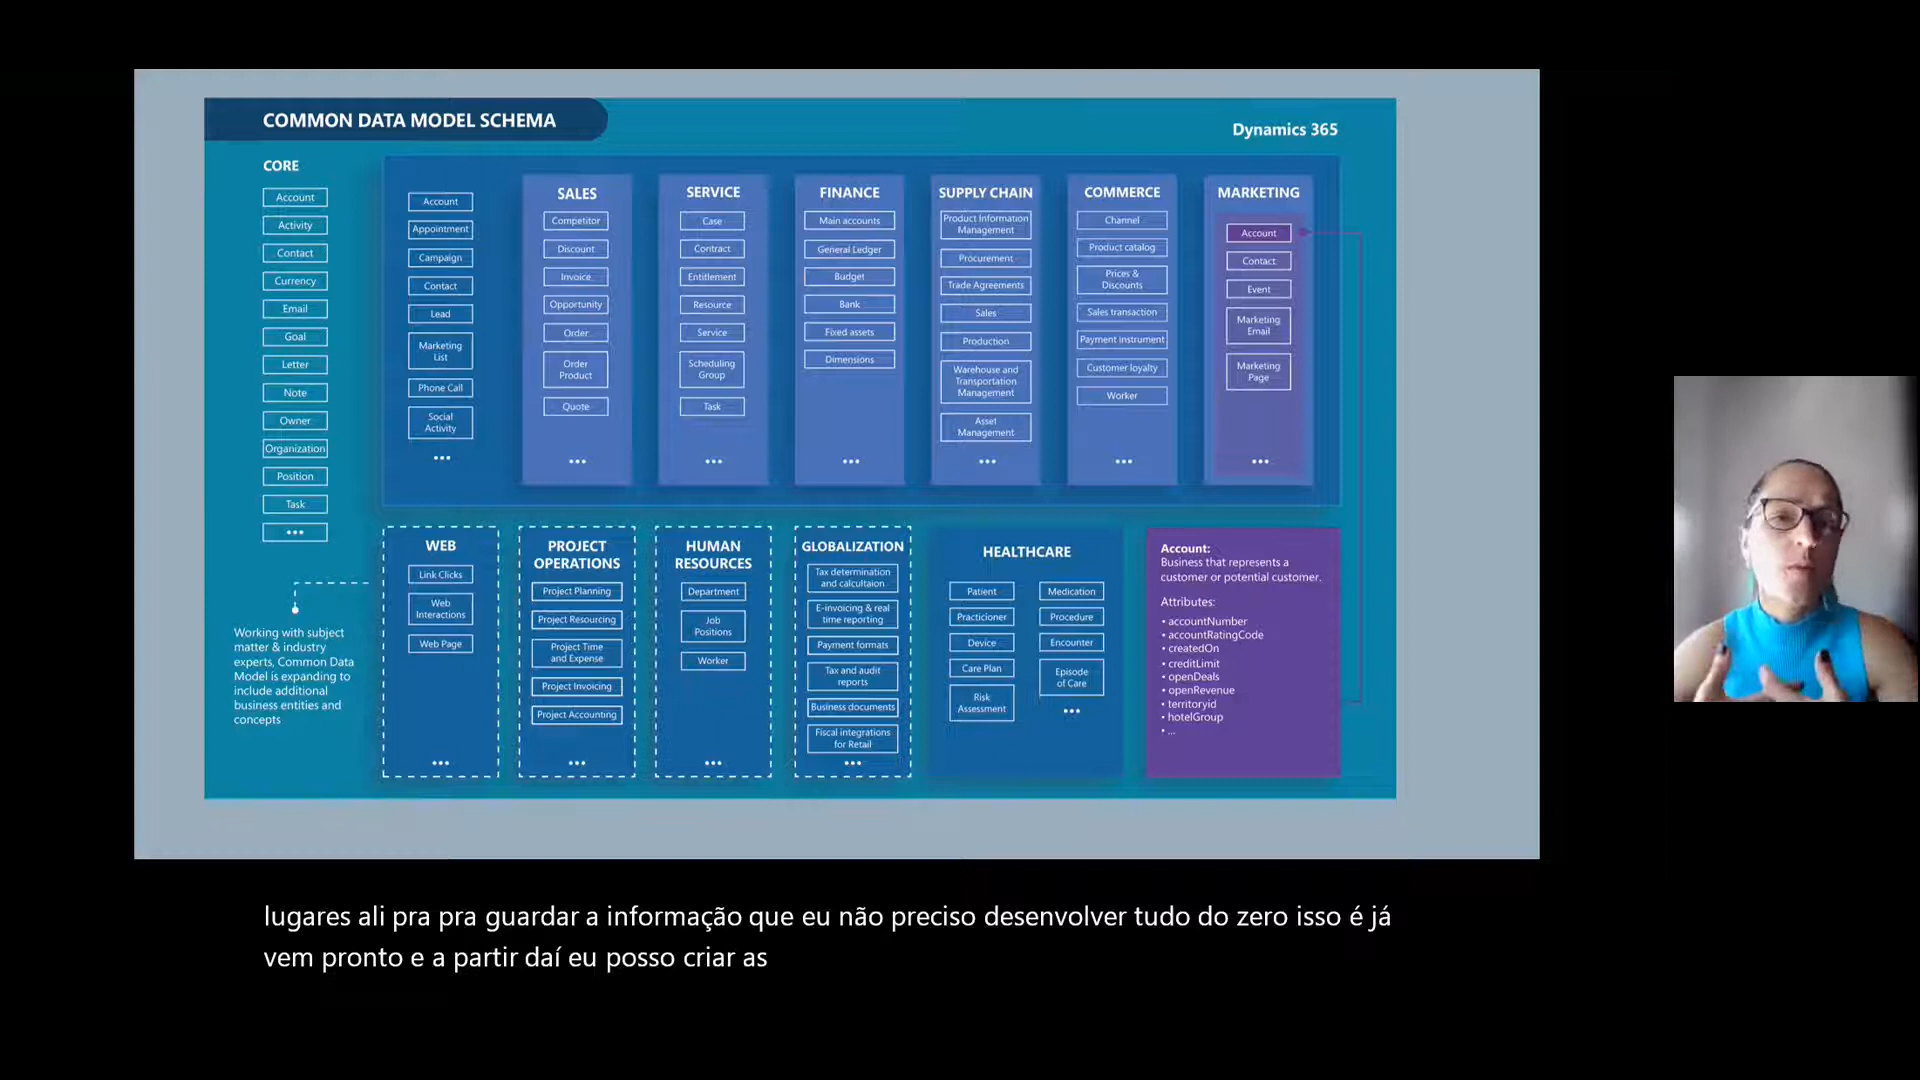 COMMON DATA MODEL SCHEMA
Dynamics 365
CORE
Account
Activity
Contact
Currency
Email
Goal
Letter
Note
Owner
Organization
Position
Task
•••
Working with subject
matter & industry
experts, Common Data
Model is expanding to
include additional
business entities and
concepts
Account
Appointment
Campaign
Contact
Lead
Marketing
List
Phone Call
Social
Activity
•••
SALES
Competitor
Discount
Invoice
Opportunity
Order
Order
Product
Quote
•••
SERVICE
Case
Contract
Entitlement
Resource
Service
Scheduling
Group
Task
•••
FINANCE
Main accounts
General Ledger
Budget
Bank
Fixed assets
Dimensions
•••
SUPPLY CHAIN
Product Information
Management
Procurement
Trade Agreements
Sales
Production
Warehouse and
Transportation
Management
Asset
Management
•••
COMMERCE
Channel
Product catalog
Prices &
Discounts
Sales transaction
Payment instrument
Customer loyalty
Worker
•••
MARKETING
Account
Contact
Event
Marketing
Email
Marketing
Page
•••
WEB
Link Clicks
Web
Interactions
Web Page
•••
PROJECT
OPERATIONS
Project Planning
Project Resourcing
Project Time
and Expense
Project Invoicing
Project Accounting
•••
HUMAN
RESOURCES
Department
Job
Positions
Worker
•••
GLOBALIZATION
Tax determination
and calcultaion
E-invoicing & real
time reporting
Payment formats
Tax and audit
reports
Business documents
Fiscal integrations
for Retail
•••
HEALTHCARE
Patient
Practitioner
Device
Care Plan
Risk
Assessment
Medication
Procedure
Encounter
Episode
of Care
•••
Account:
Business that represents a
customer or potential customer.
Attributes:
• accountNumber
• accountRatingCode
• createdOn
• creditLimit
• openDeals
• openRevenue
• territoryid
• hotelGroup
• ...
lugares ali pra pra guardar a informação que eu não preciso desenvolver tudo do zero isso é já
vem pronto e a partir daí eu posso criar as